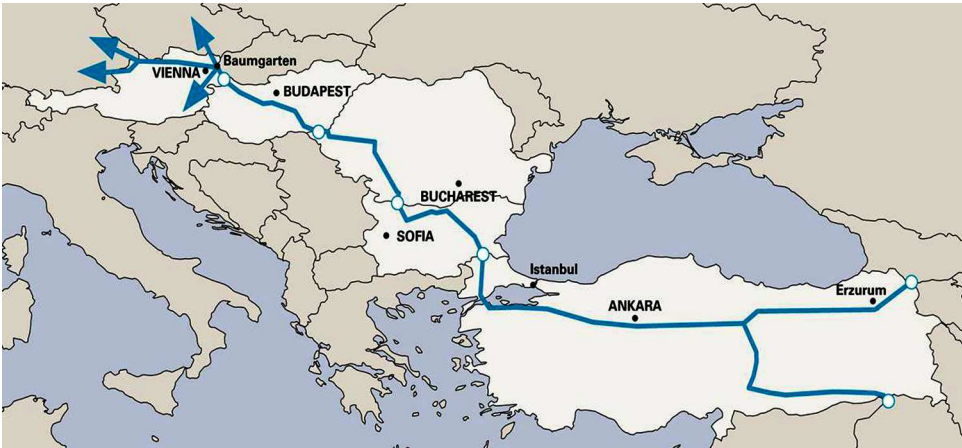 Baumgarten
VIENNA
BUDAPEST
BUCHAREST
SOFIA
Istanbul
Erzurum
ANKARA